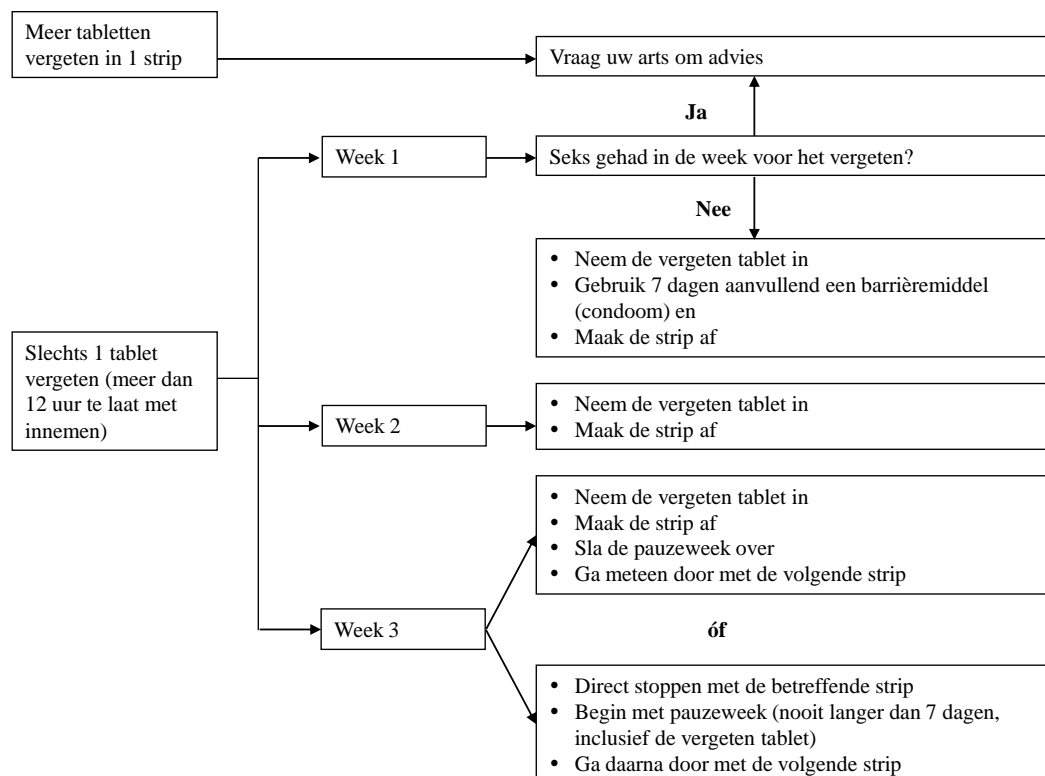 Meer tabletten
vergeten in 1 strip
Vraag uw arts om advies
Ja
Week 1
Seks gehad in de week voor het vergeten?
Nee
• Neem de vergeten tablet in
• Gebruik 7 dagen aanvullend een barrièremiddel
(condoom) en
• Maak de strip af
Slechts 1 tablet
vergeten (meer dan
12 uur te laat met
innemen)
Week 2
• Neem de vergeten tablet in
• Maak de strip af
• Neem de vergeten tablet in
• Maak de strip af
• Sla de pauzeweek over
• Ga meteen door met de volgende strip
Week 3
óf
• Direct stoppen met de betreffende strip
• Begin met pauzeweek (nooit langer dan 7 dagen,
inclusief de vergeten tablet)
• Ga daarna door met de volgende strip